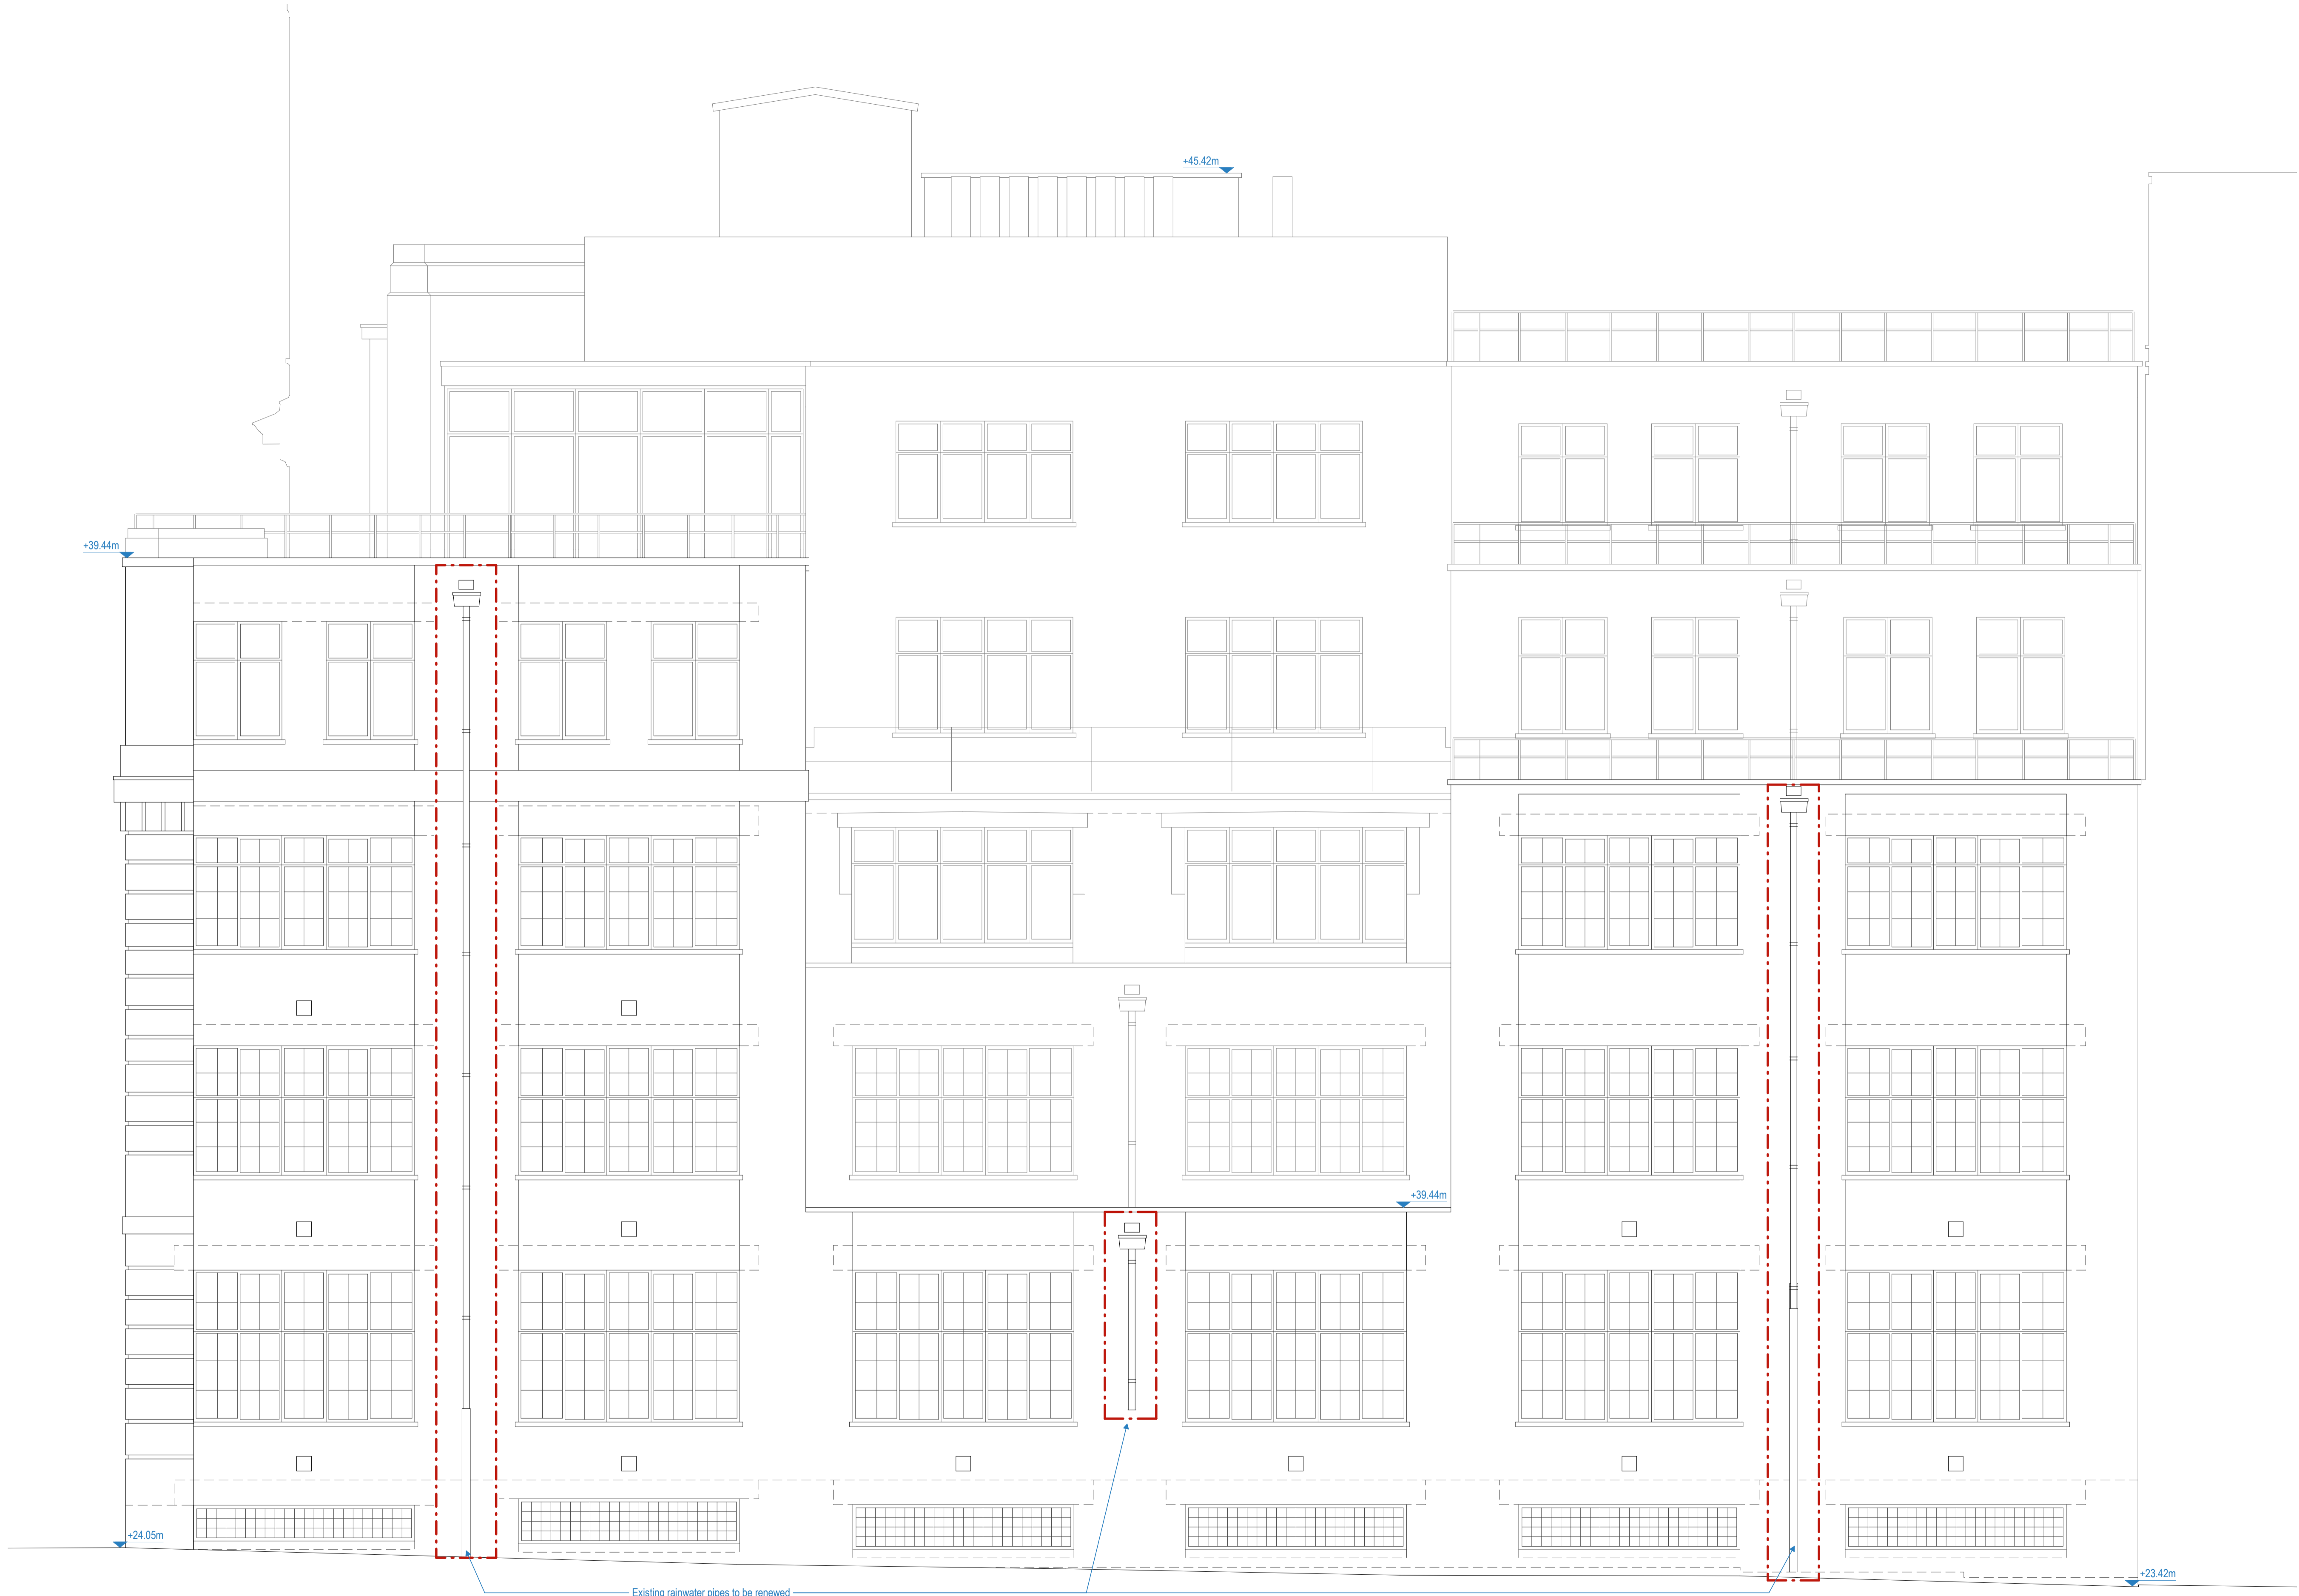 +45.42m
+39.44m
+39.44m
+24.05m
+23.42m
Existing rainwater pipes to be renewed